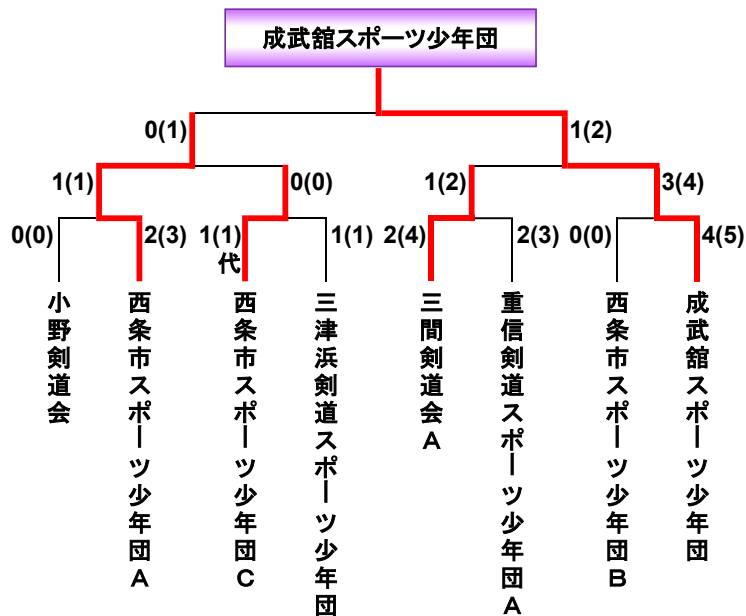 成武舘スポーツ少年団
0(1)
1(2)
1(1)
0(0)
1(2)
3(4)
0(0)
2(3)
1(1)
代
1(1)
2(4)
2(3)
0(0)
4(5)
小野剣道会
西条市スポーツ少年団A
西条市スポーツ少年団C
三津浜剣道スポーツ少年団
三間剣道会A
重信剣道スポーツ少年団A
西条市スポーツ少年団B
成武舘スポーツ少年団